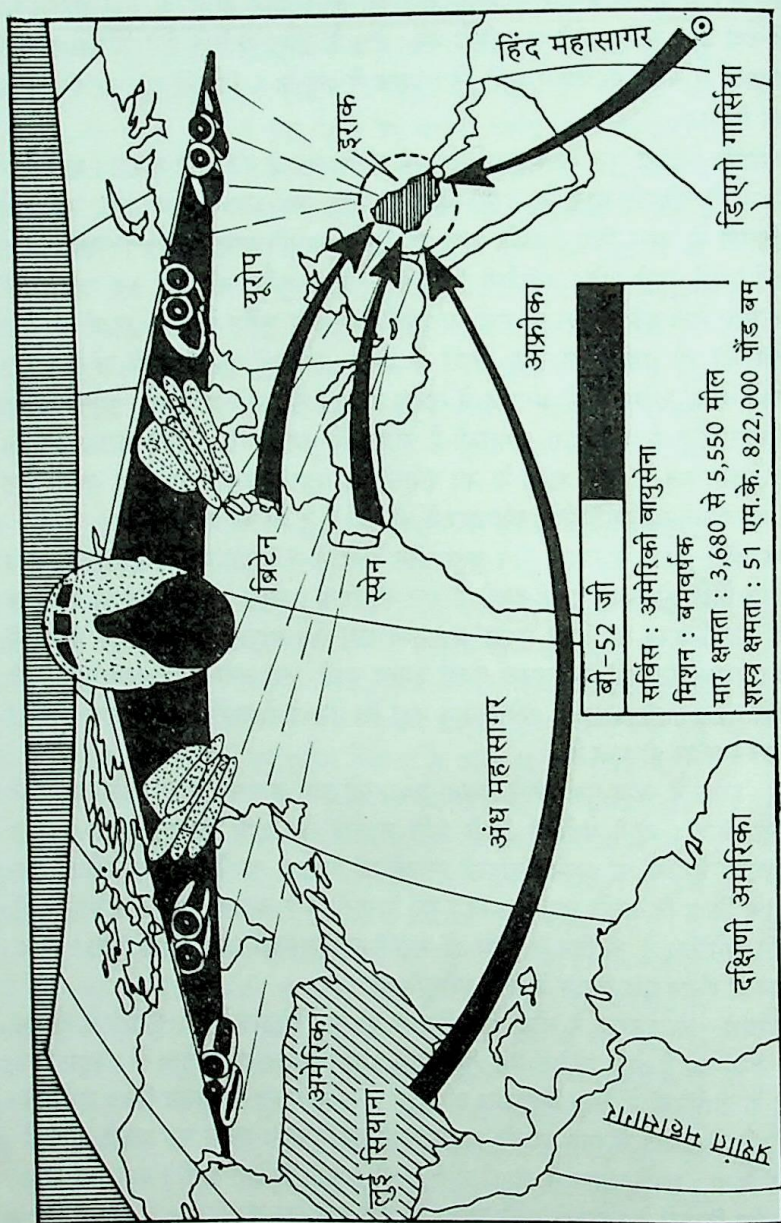 यूरोप
इराक
हिंद महासागर
ब्रिटेन
स्पेन
अफ्रीका
डिएगो गार्सिया
अमेरिका
लुई सियाना
अंध महासागर
दक्षिणी अमेरिका
प्रशांत महासागर
बी-52 जी
सर्विस : अमेरिकी वायुसेना
मिशन : बमवर्षक
मार क्षमता : 3,680 से 5,550 मील
शस्त्र क्षमता : 51 एम.के. 822,000 पौंड बम